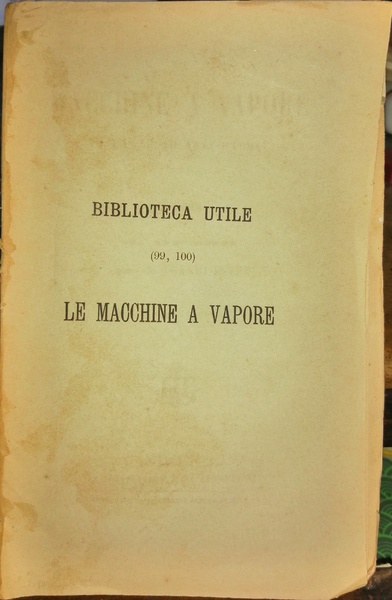 BIBLIOTECA UTILE
(99, 100)
LE MACCHINE A VAPORE